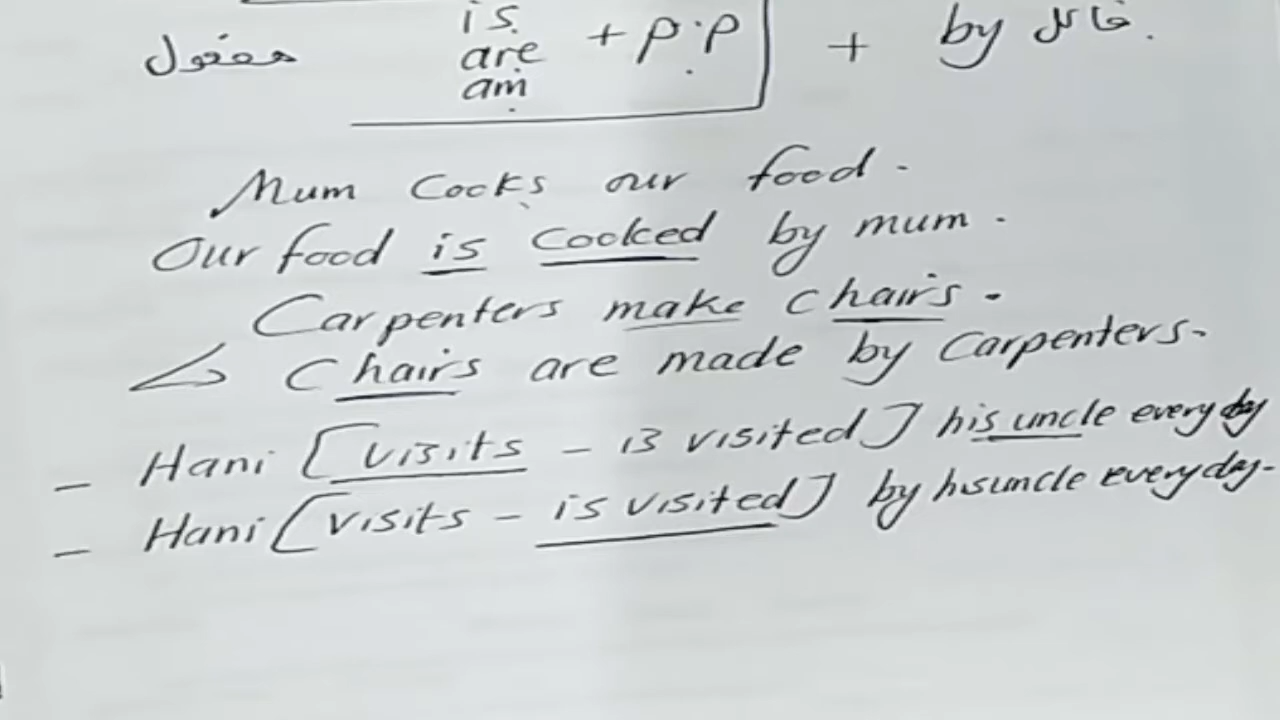 is
مفعول are + p.p + by فاعل.
am
Mum cooks our food.
Our food is cooked by mum.
Carpenters make chairs.
Chairs are made by carpenters.
- Hani [visits - is visited] his uncle every day
- Hani [visits - is visited] by his uncle every day.